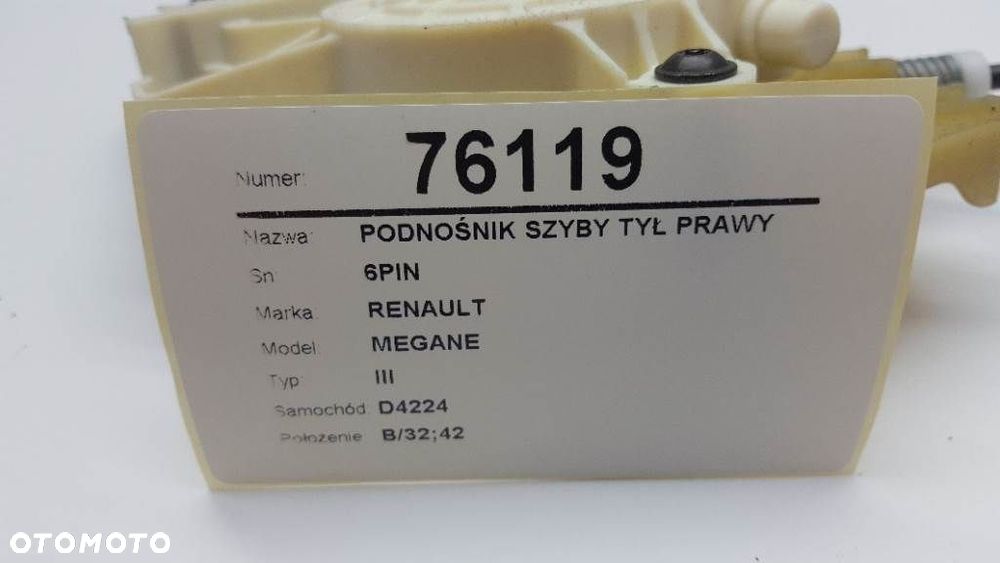 Numer: 76119
Nazwa: PODNOŚNIK SZYBY TYŁ PRAWY
Sn: 6PIN
Marka: RENAULT
Model: MEGANE
Typ: III
Samochód: D4224
Położenie: B/32;42
OTOMOTO